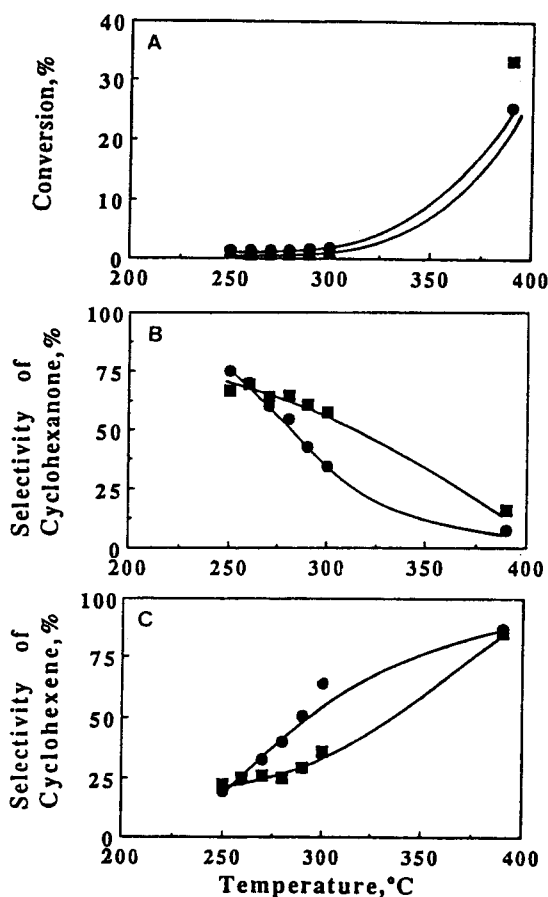 A
Conversion,%
40
30
20
10
0
200 250 300 350 400
B
Selectivity of
Cyclohexanone,%
100
75
50
25
0
200 250 300 350 400
C
Selectivity of
Cyclohexene,%
100
75
50
25
0
200 250 300 350 400
Temperature,°C